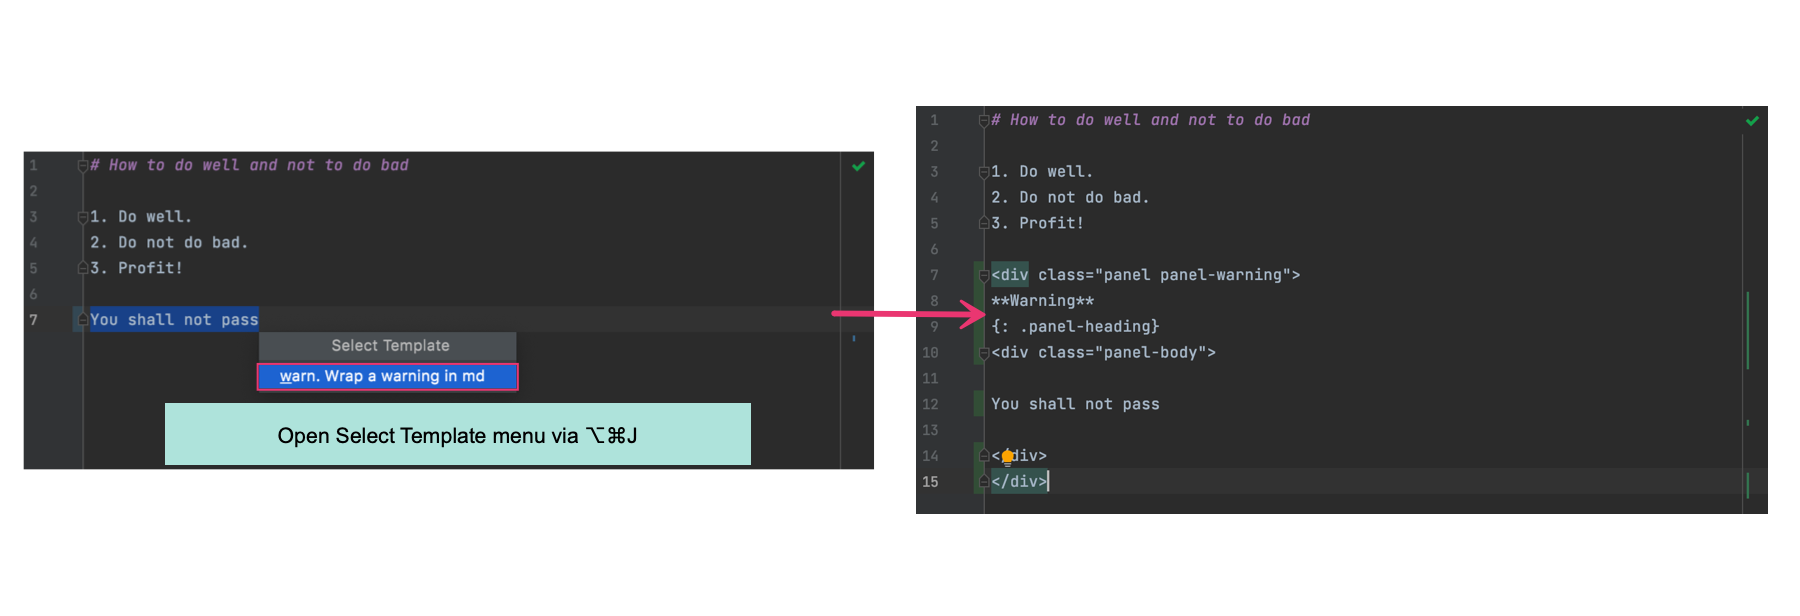 1 # How to do well and not to do bad
2
3 1. Do well.
4 2. Do not do bad.
5 3. Profit!
6
7 You shall not pass
Select Template
warn. Wrap a warning in md
Open Select Template menu via ⌥⌘J
1 # How to do well and not to do bad
2
3 1. Do well.
4 2. Do not do bad.
5 3. Profit!
6
7 <div class="panel panel-warning">
8 **Warning**
9 {: .panel-heading}
10 <div class="panel-body">
11
12 You shall not pass
13
14 <div>
15 </div>